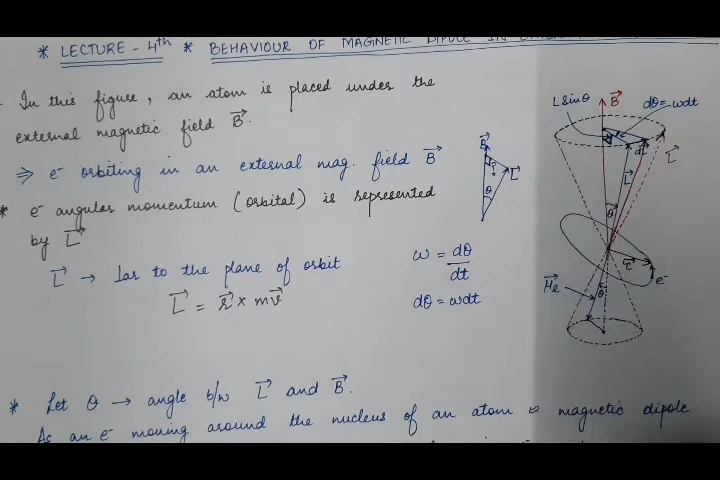 * LECTURE - 4th * BEHAVIOUR OF MAGNETIC DIPOLE IN
- In this figure, an atom is placed under the
external magnetic field B⃗.
⇒ e⁻ orbiting in an external mag. field B⃗
* e⁻ angular momentum (orbital) is represented
by L⃗
L⃗ → Lar to the plane of orbit
L⃗ = r⃗ × mv⃗
ω = dθ/dt
dθ = ωdt
B⃗
?
θ
L⃗
L sinθ
B⃗
dθ=ωdt
dL
L⃗
L⃗
θ
r⃗
e⁻
μ⃗e
θ
* Let θ → angle b/w L⃗ and B⃗.
As an e⁻ moving around the nucleus of an atom ≈ magnetic dipole